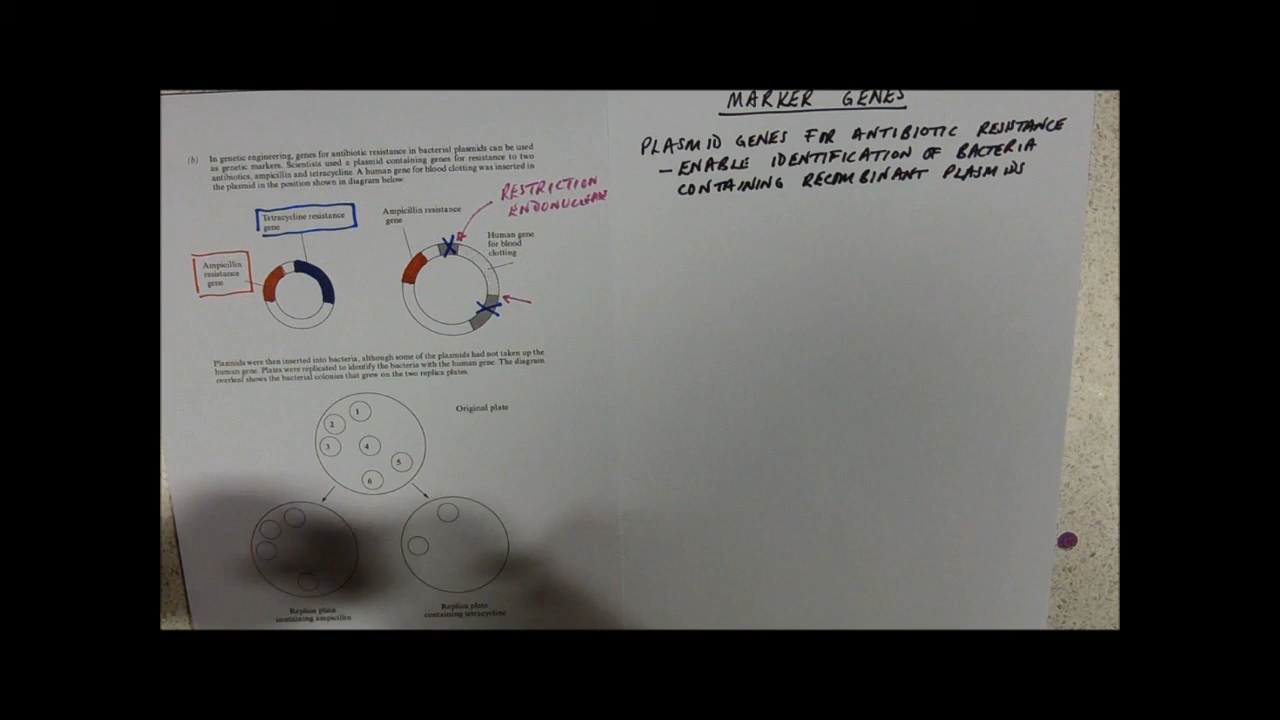 MARKER GENES
PLASMID GENES FOR ANTIBIOTIC RESISTANCE
- ENABLE IDENTIFICATION OF BACTERIA
CONTAINING RECOMBINANT PLASMIDS
(b) In genetic engineering, genes for antibiotic resistance in bacterial plasmids can be used
as genetic markers. Scientists used a plasmid containing genes for resistance to two
antibiotics, ampicillin and tetracycline. A human gene for blood clotting was inserted in
the plasmid in the position shown in diagram below.
RESTRICTION
ENDONUCLEASE
Tetracycline resistance
gene
Ampicillin resistance
gene
Human gene
for blood
clotting
Ampicillin
resistance
gene
Plasmids were then inserted into bacteria, although some of the plasmids had not taken up the
human gene. Plates were replicated to identify the bacteria with the human gene. The diagram
overleaf shows the bacterial colonies that grew on the two replica plates.
Original plate
1
2
3
4
5
6
Replica plate
containing ampicillin
Replica plate
containing tetracycline